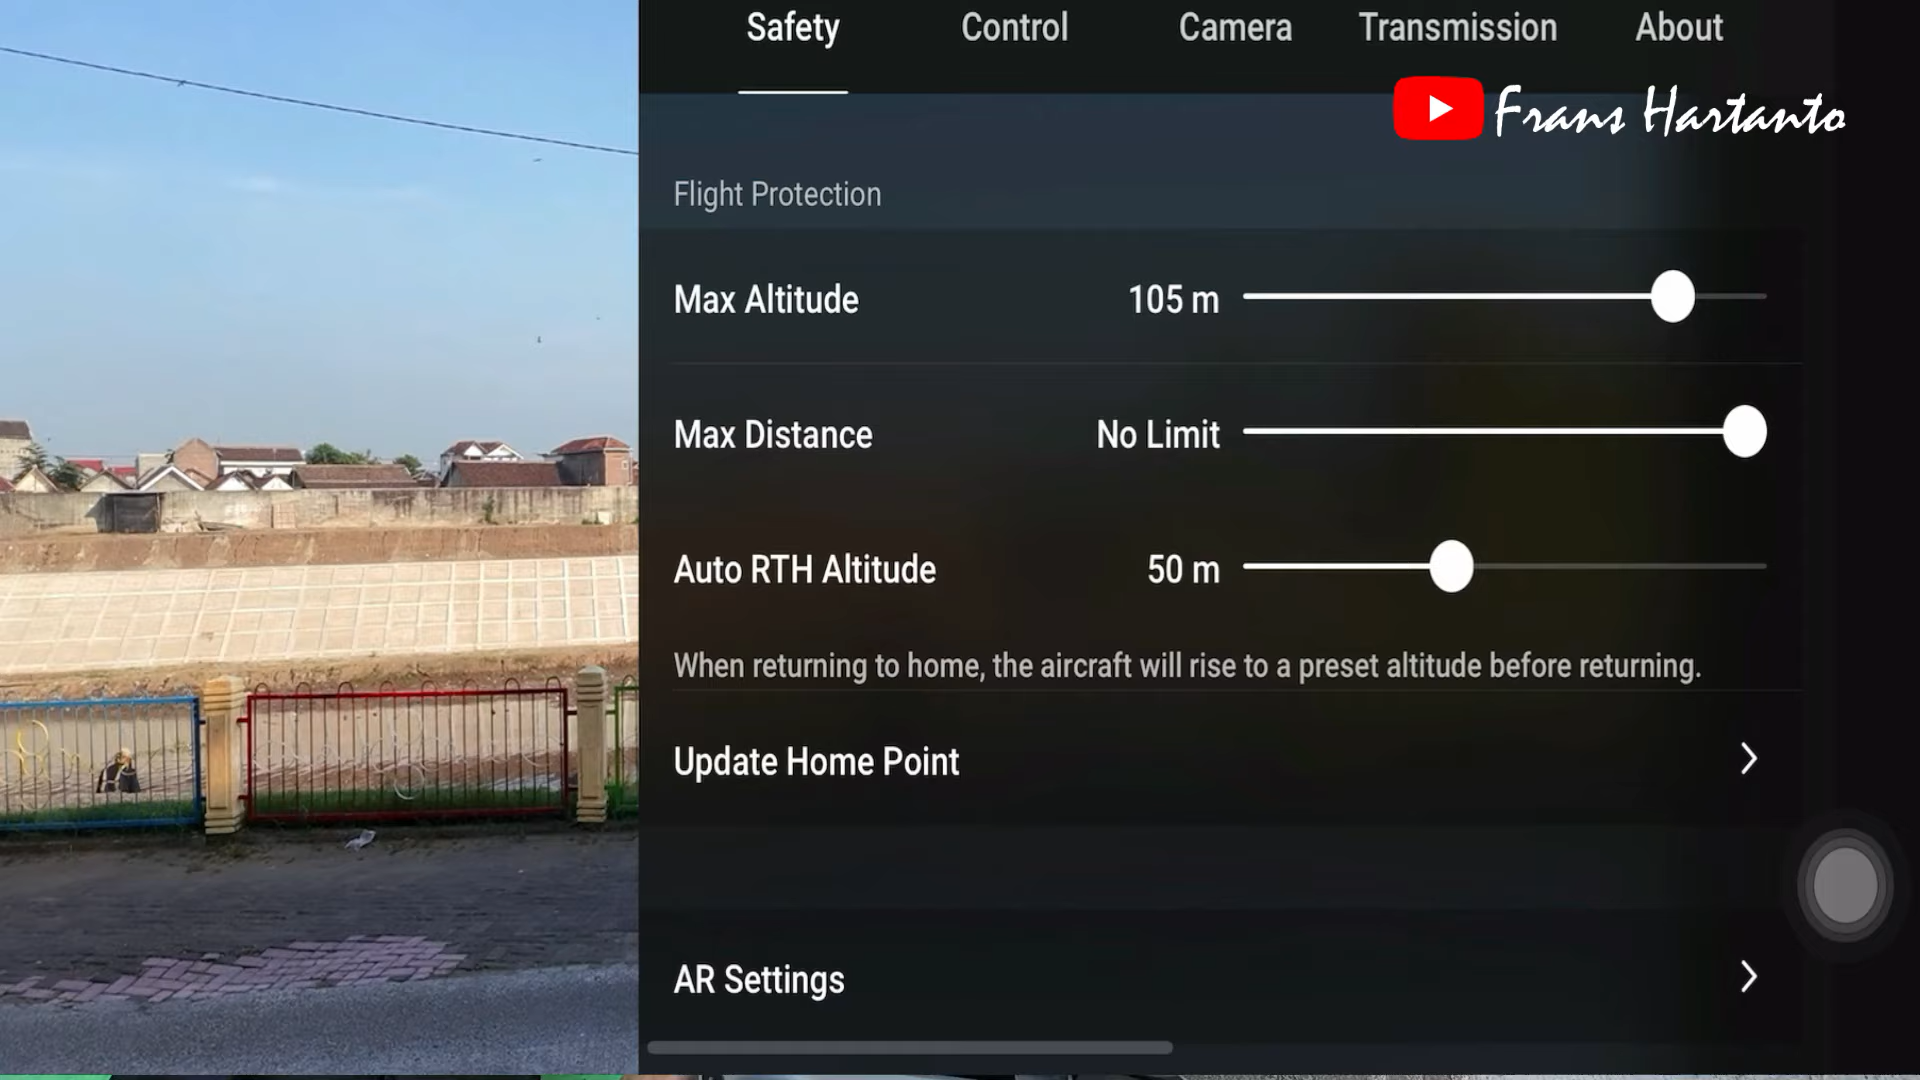 Safety Control Camera Transmission About
Frans Hartanto
Flight Protection
Max Altitude 105 m
Max Distance No Limit
Auto RTH Altitude 50 m
When returning to home, the aircraft will rise to a preset altitude before returning.
Update Home Point
AR Settings